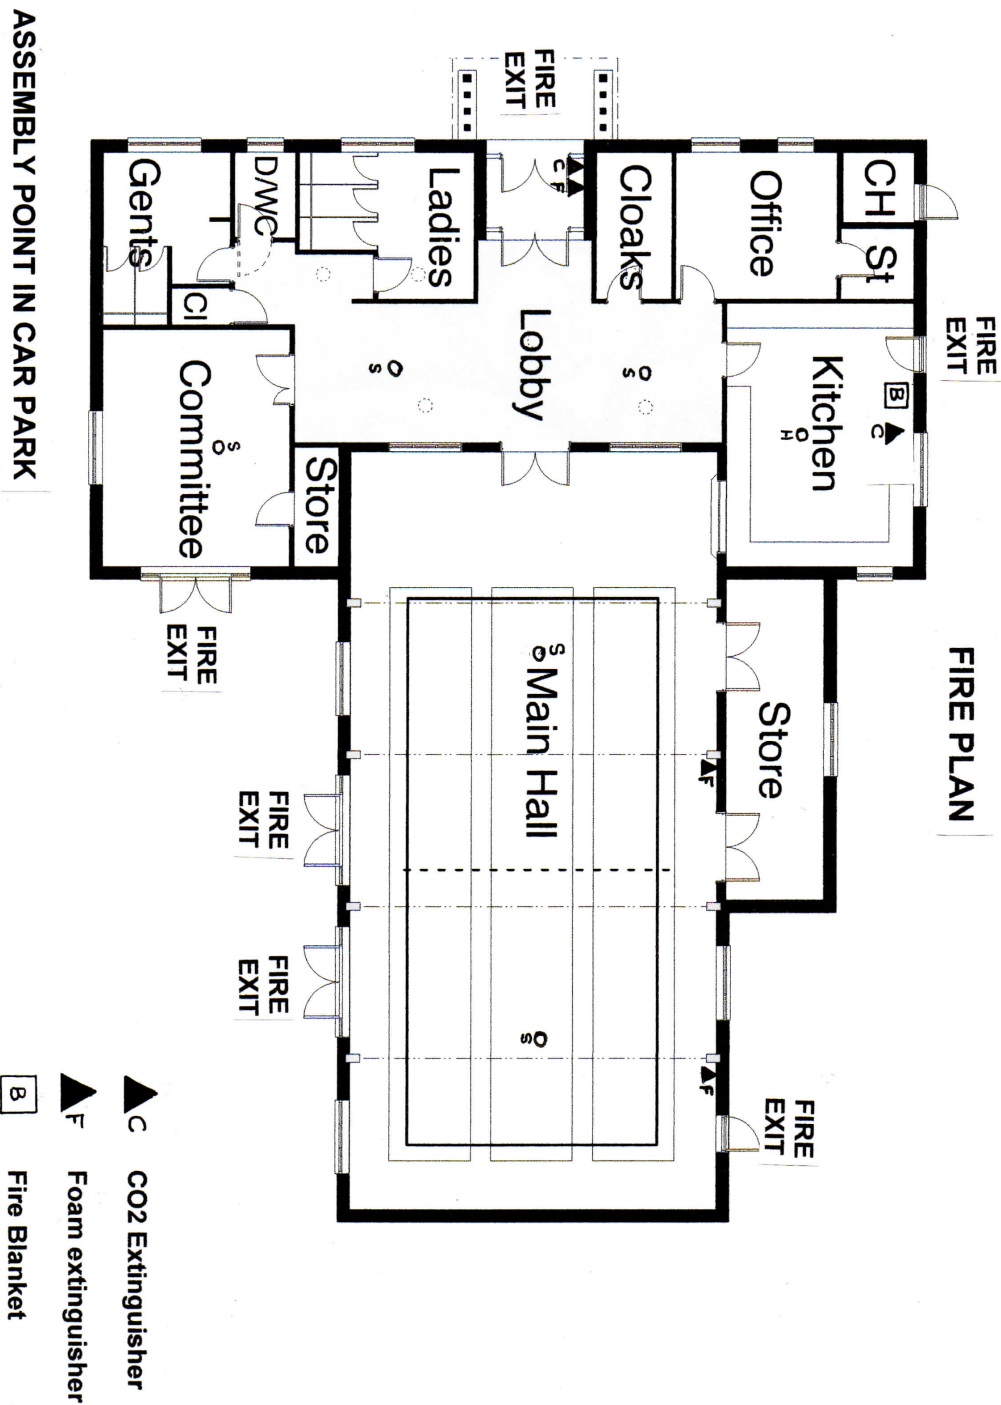 FIRE PLAN
FIRE
EXIT
CH
St
B
C
Kitchen
H
Office
Store
FIRE
EXIT
F
F
Cloaks
S
C F
FIRE
EXIT
Lobby
S
Main Hall
S
Ladies
S
Store
D/WC
Cl
Committee
S
Gents
FIRE
EXIT
FIRE
EXIT
FIRE
EXIT
C CO2 Extinguisher
F Foam extinguisher
B Fire Blanket
ASSEMBLY POINT IN CAR PARK